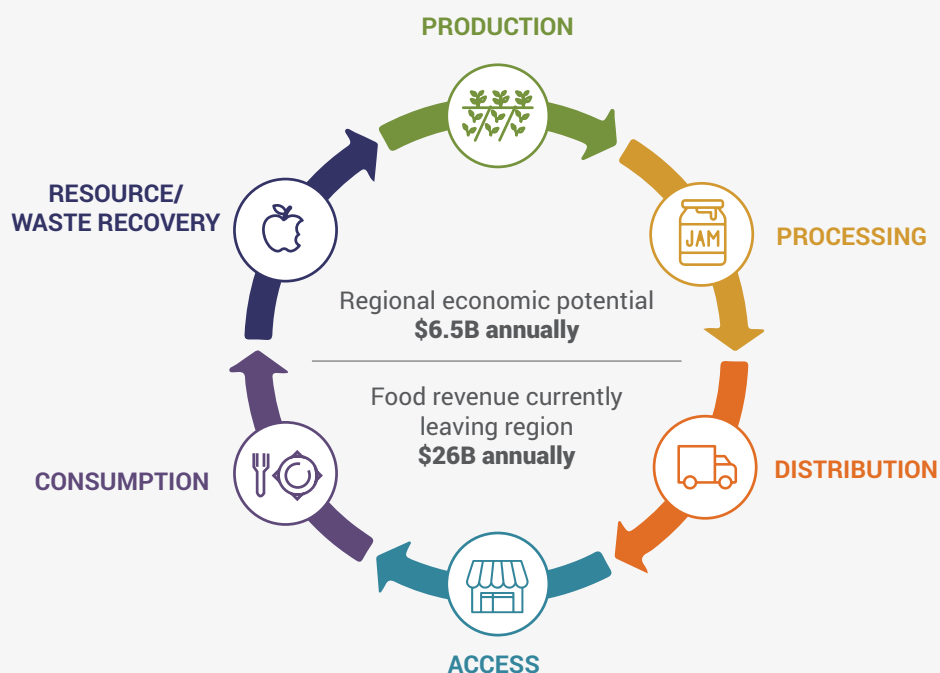 PRODUCTION
RESOURCE/
WASTE RECOVERY
JAM
PROCESSING
Regional economic potential
$6.5B annually
Food revenue currently
leaving region
$26B annually
CONSUMPTION
DISTRIBUTION
ACCESS